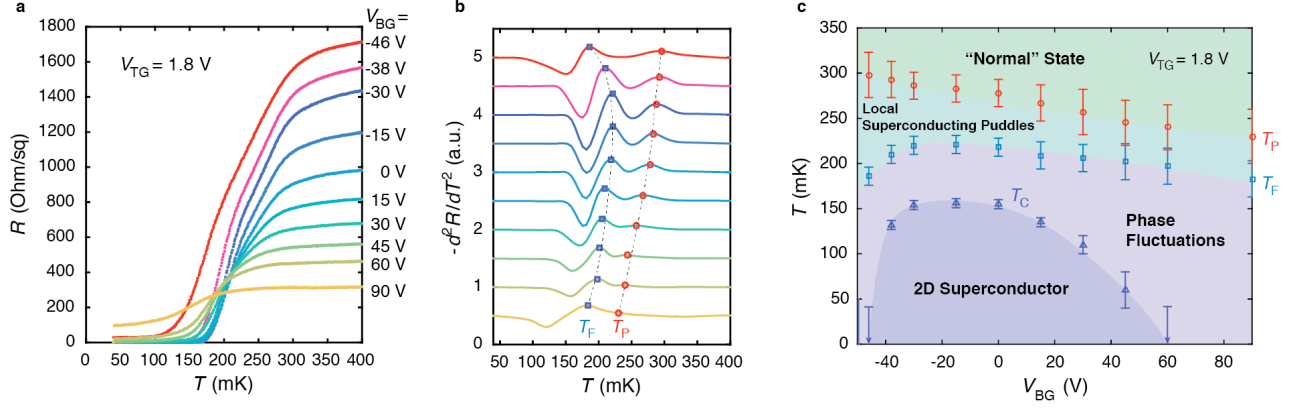 a
V_BG =
1800
1600
1400
1200
1000
800
600
400
200
0
R (Ohm/sq)
V_TG = 1.8 V
-46 V
-38 V
-30 V
-15 V
0 V
15 V
30 V
45 V
60 V
90 V
0 50 100 150 200 250 300 350 400
T (mK)
b
5
4
3
2
1
0
-d²R/dT² (a.u.)
T_F T_P
50 100 150 200 250 300 350 400
T (mK)
c
350
300
250
200
150
100
50
0
T (mK)
"Normal" State
V_TG = 1.8 V
Local
Superconducting Puddles
T_P
T_F
T_C
Phase
Fluctuations
2D Superconductor
-40 -20 0 20 40 60 80
V_BG (V)